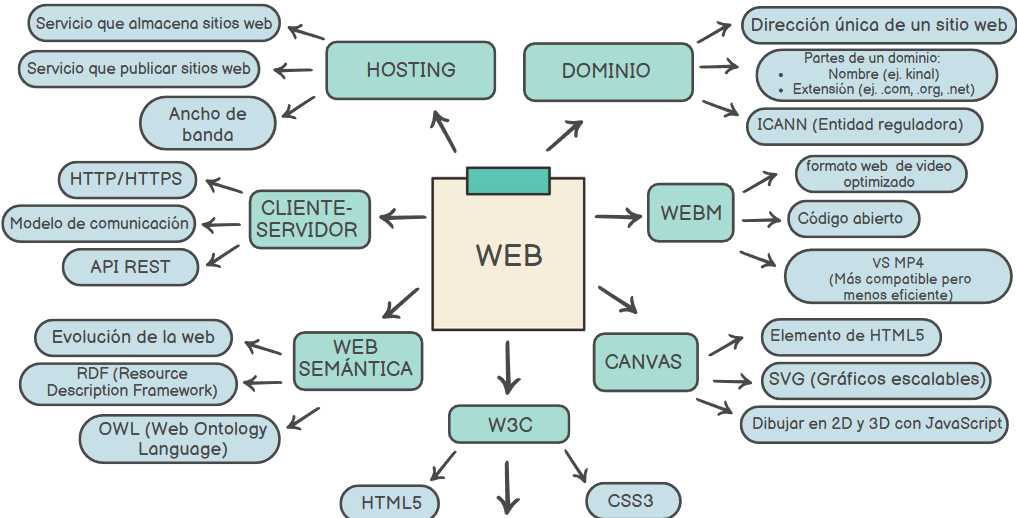 Servicio que almacena sitios web
Servicio que publicar sitios web
Ancho de
banda
HOSTING
DOMINIO
Dirección única de un sitio web
Partes de un dominio:
• Nombre (ej. kinal)
• Extensión (ej. .com, .org, .net)
ICANN (Entidad reguladora)
HTTP/HTTPS
Modelo de comunicación
API REST
CLIENTE-
SERVIDOR
WEB
WEBM
formato web de video
optimizado
Código abierto
VS MP4
(Más compatible pero
menos eficiente)
Evolución de la web
RDF (Resource
Description Framework)
OWL (Web Ontology
Language)
WEB
SEMÁNTICA
CANVAS
Elemento de HTML5
SVG (Gráficos escalables)
Dibujar en 2D y 3D con JavaScript
W3C
HTML5
CSS3